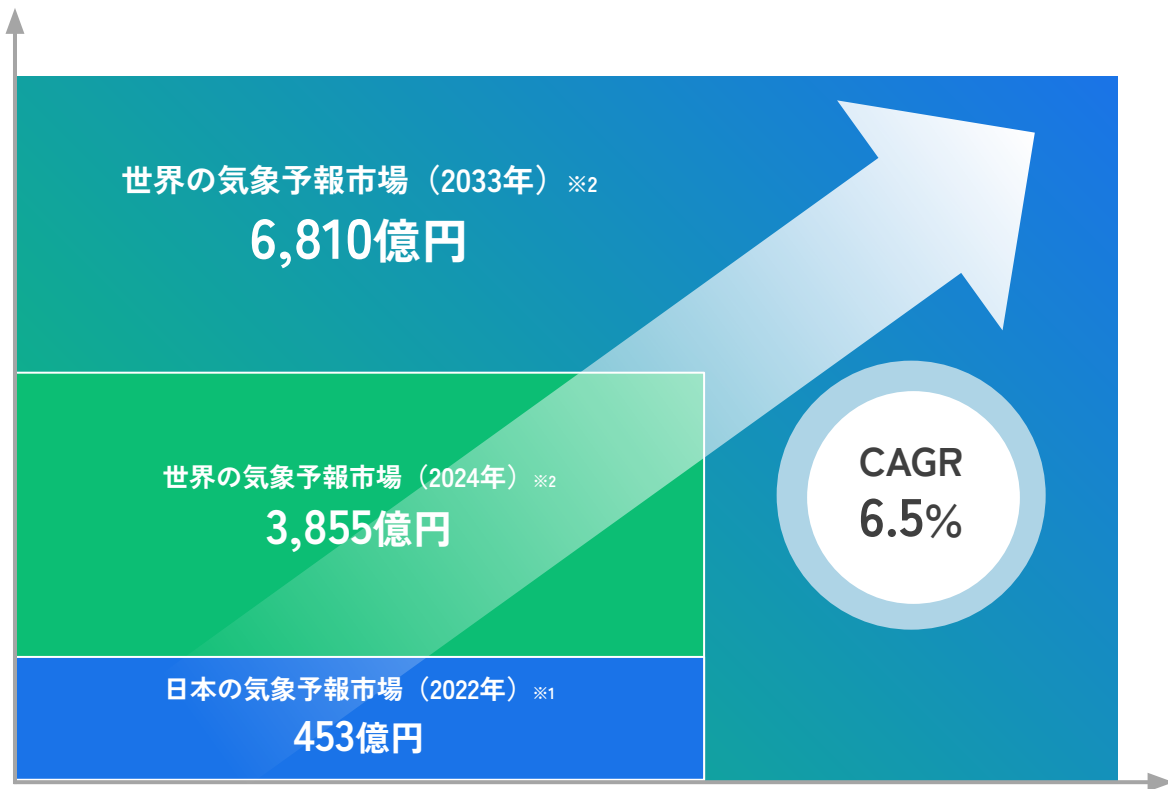 世界の気象予報市場（2033年）※2
6,810億円
世界の気象予報市場（2024年）※2
3,855億円
CAGR
6.5%
日本の気象予報市場（2022年）※1
453億円